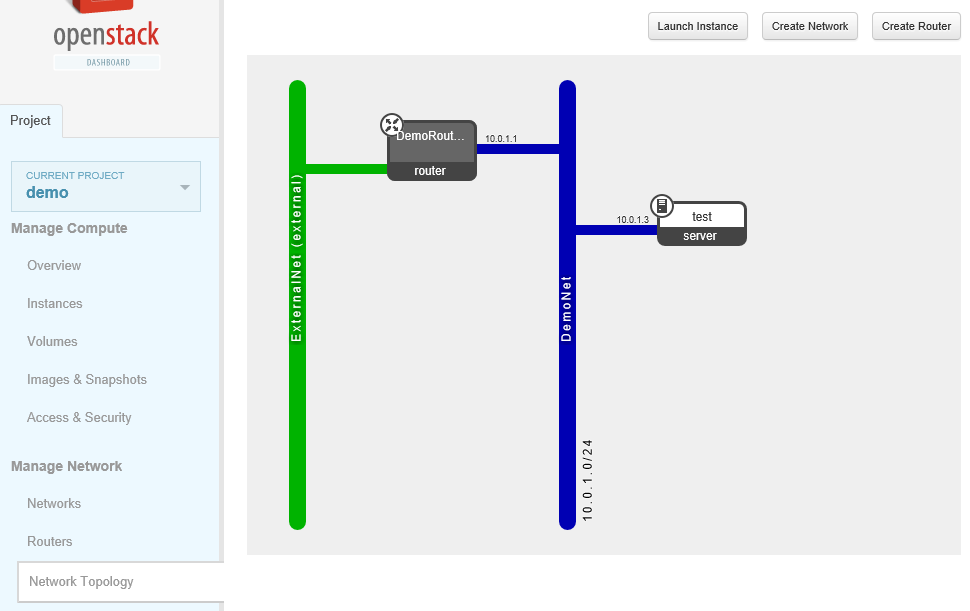 openstack
DASHBOARD
Project
CURRENT PROJECT
demo
Manage Compute
Overview
Instances
Volumes
Images & Snapshots
Access & Security
Manage Network
Networks
Routers
Network Topology
Launch Instance
Create Network
Create Router
ExternalNet (external)
DemoRout...
router
10.0.1.1
DemoNet
10.0.1.0/24
10.0.1.3
test
server